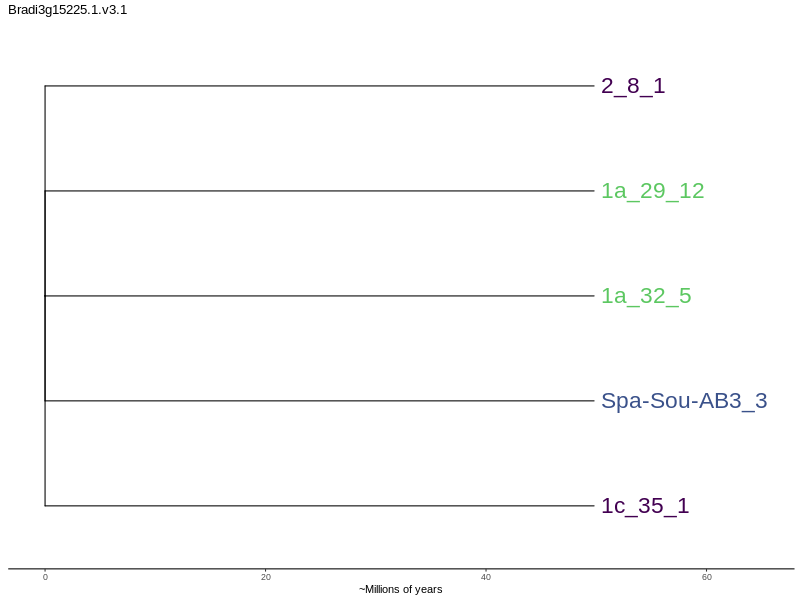 Bradi3g15225.1.v3.1
2_8_1
1a_29_12
1a_32_5
Spa-Sou-AB3_3
1c_35_1
0 20 40 60
~Millions of years